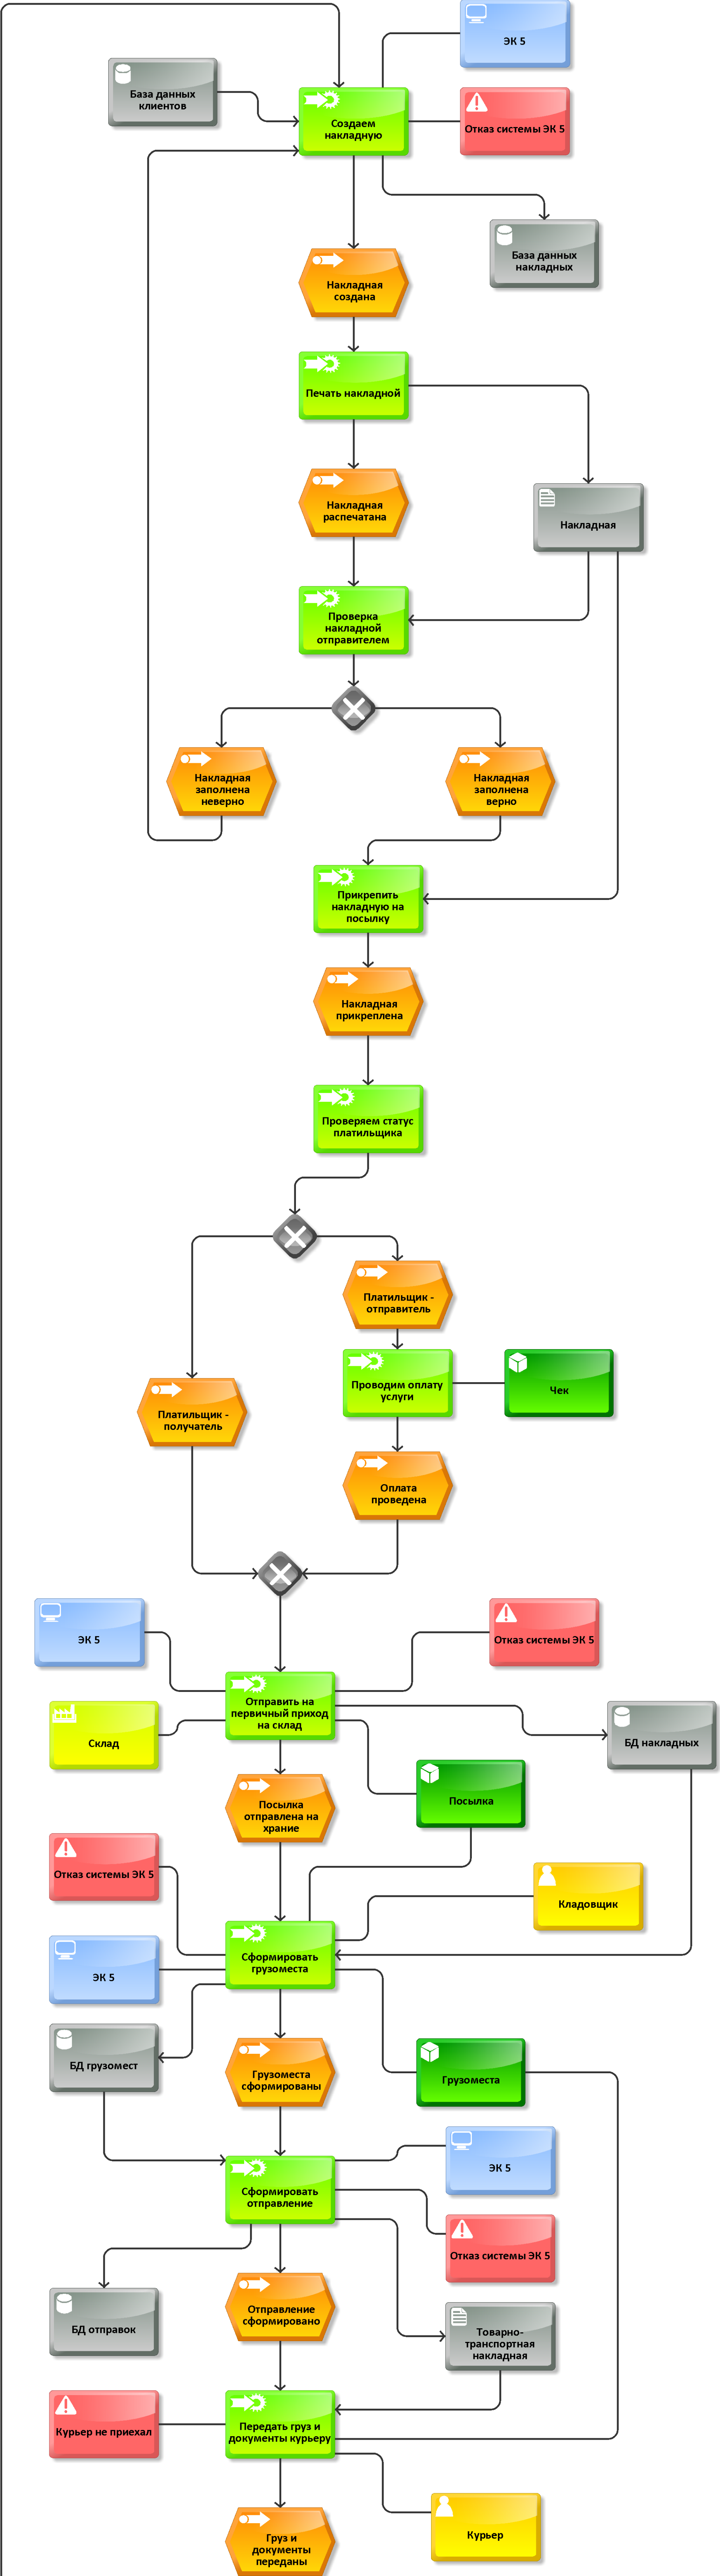 ЭК 5
База данных
клиентов
Создаем
накладную
Отказ системы ЭК 5
База данных
накладных
Накладная
создана
Печать накладной
Накладная
распечатана
Накладная
Проверка
накладной
отправителем
Накладная
заполнена
неверно
Накладная
заполнена
верно
Прикрепить
накладную на
посылку
Накладная
прикреплена
Проверяем статус
платильщика
Платильщик -
отправитель
Проводим оплату
услуги
Чек
Платильщик -
получатель
Оплата
проведена
ЭК 5
Отказ системы ЭК 5
Отправить на
первичный приход
на склад
Склад
БД накладных
Посылка
Посылка
отправлена на
храние
Отказ системы ЭК 5
Кладовщик
Сформировать
грузоместа
ЭК 5
БД грузомест
Грузоместа
сформированы
Грузоместа
ЭК 5
Сформировать
отправление
Отказ системы ЭК 5
Отправление
сформировано
БД отправок
Товарно-
транспортная
накладная
Курьер не приехал
Передать груз и
документы курьеру
Курьер
Груз и
документы
переданы